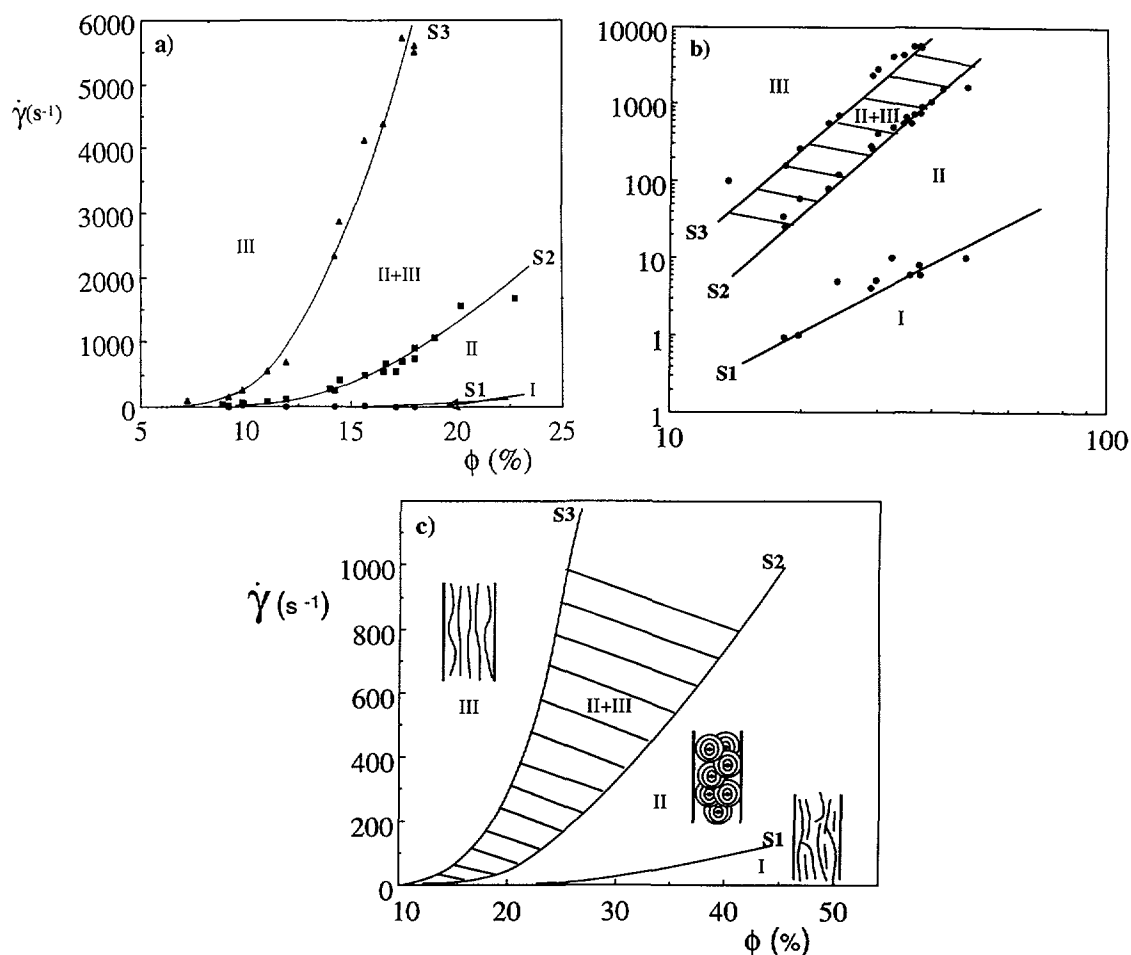 a)
6000
5000
4000
3000
2000
1000
0
γ̇(s⁻¹)
S3
III
II+III
S2
II
S1
I
5
10
15
20
25
ϕ (%)
b)
10000
1000
100
10
1
1
III
II+III
II
S3
S2
I
S1
10
100
c)
S3
S2
1000
800
600
400
200
0
γ̇ (s ⁻¹)
III
II+III
II
S1
I
10
20
30
40
50
ϕ (%)